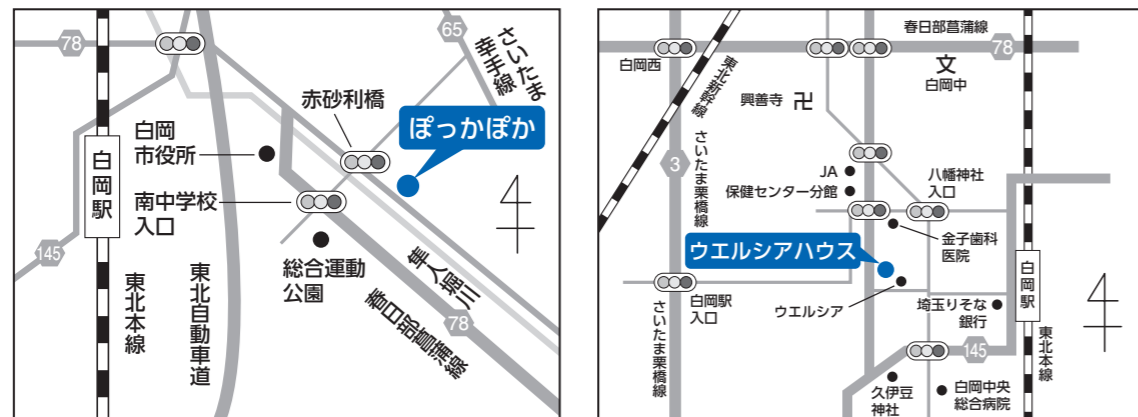 78
65
さいたま
幸手線
赤砂利橋
ぽっかぽか
白岡
市役所
白岡駅
南中学校
入口
145
総合運動
公園
隼人堀川
東北本線
東北自動車道
春日部菖蒲線
78
春日部菖蒲線
78
白岡西
東北新幹線
文
白岡中
興善寺
卍
3
さいたま栗橋線
JA
保健センター分館
八幡神社
入口
金子歯科
医院
ウエルシアハウス
白岡駅
白岡駅
入口
ウエルシア
埼玉りそな
銀行
さいたま栗橋線
145
東北本線
久伊豆
神社
白岡中央
総合病院